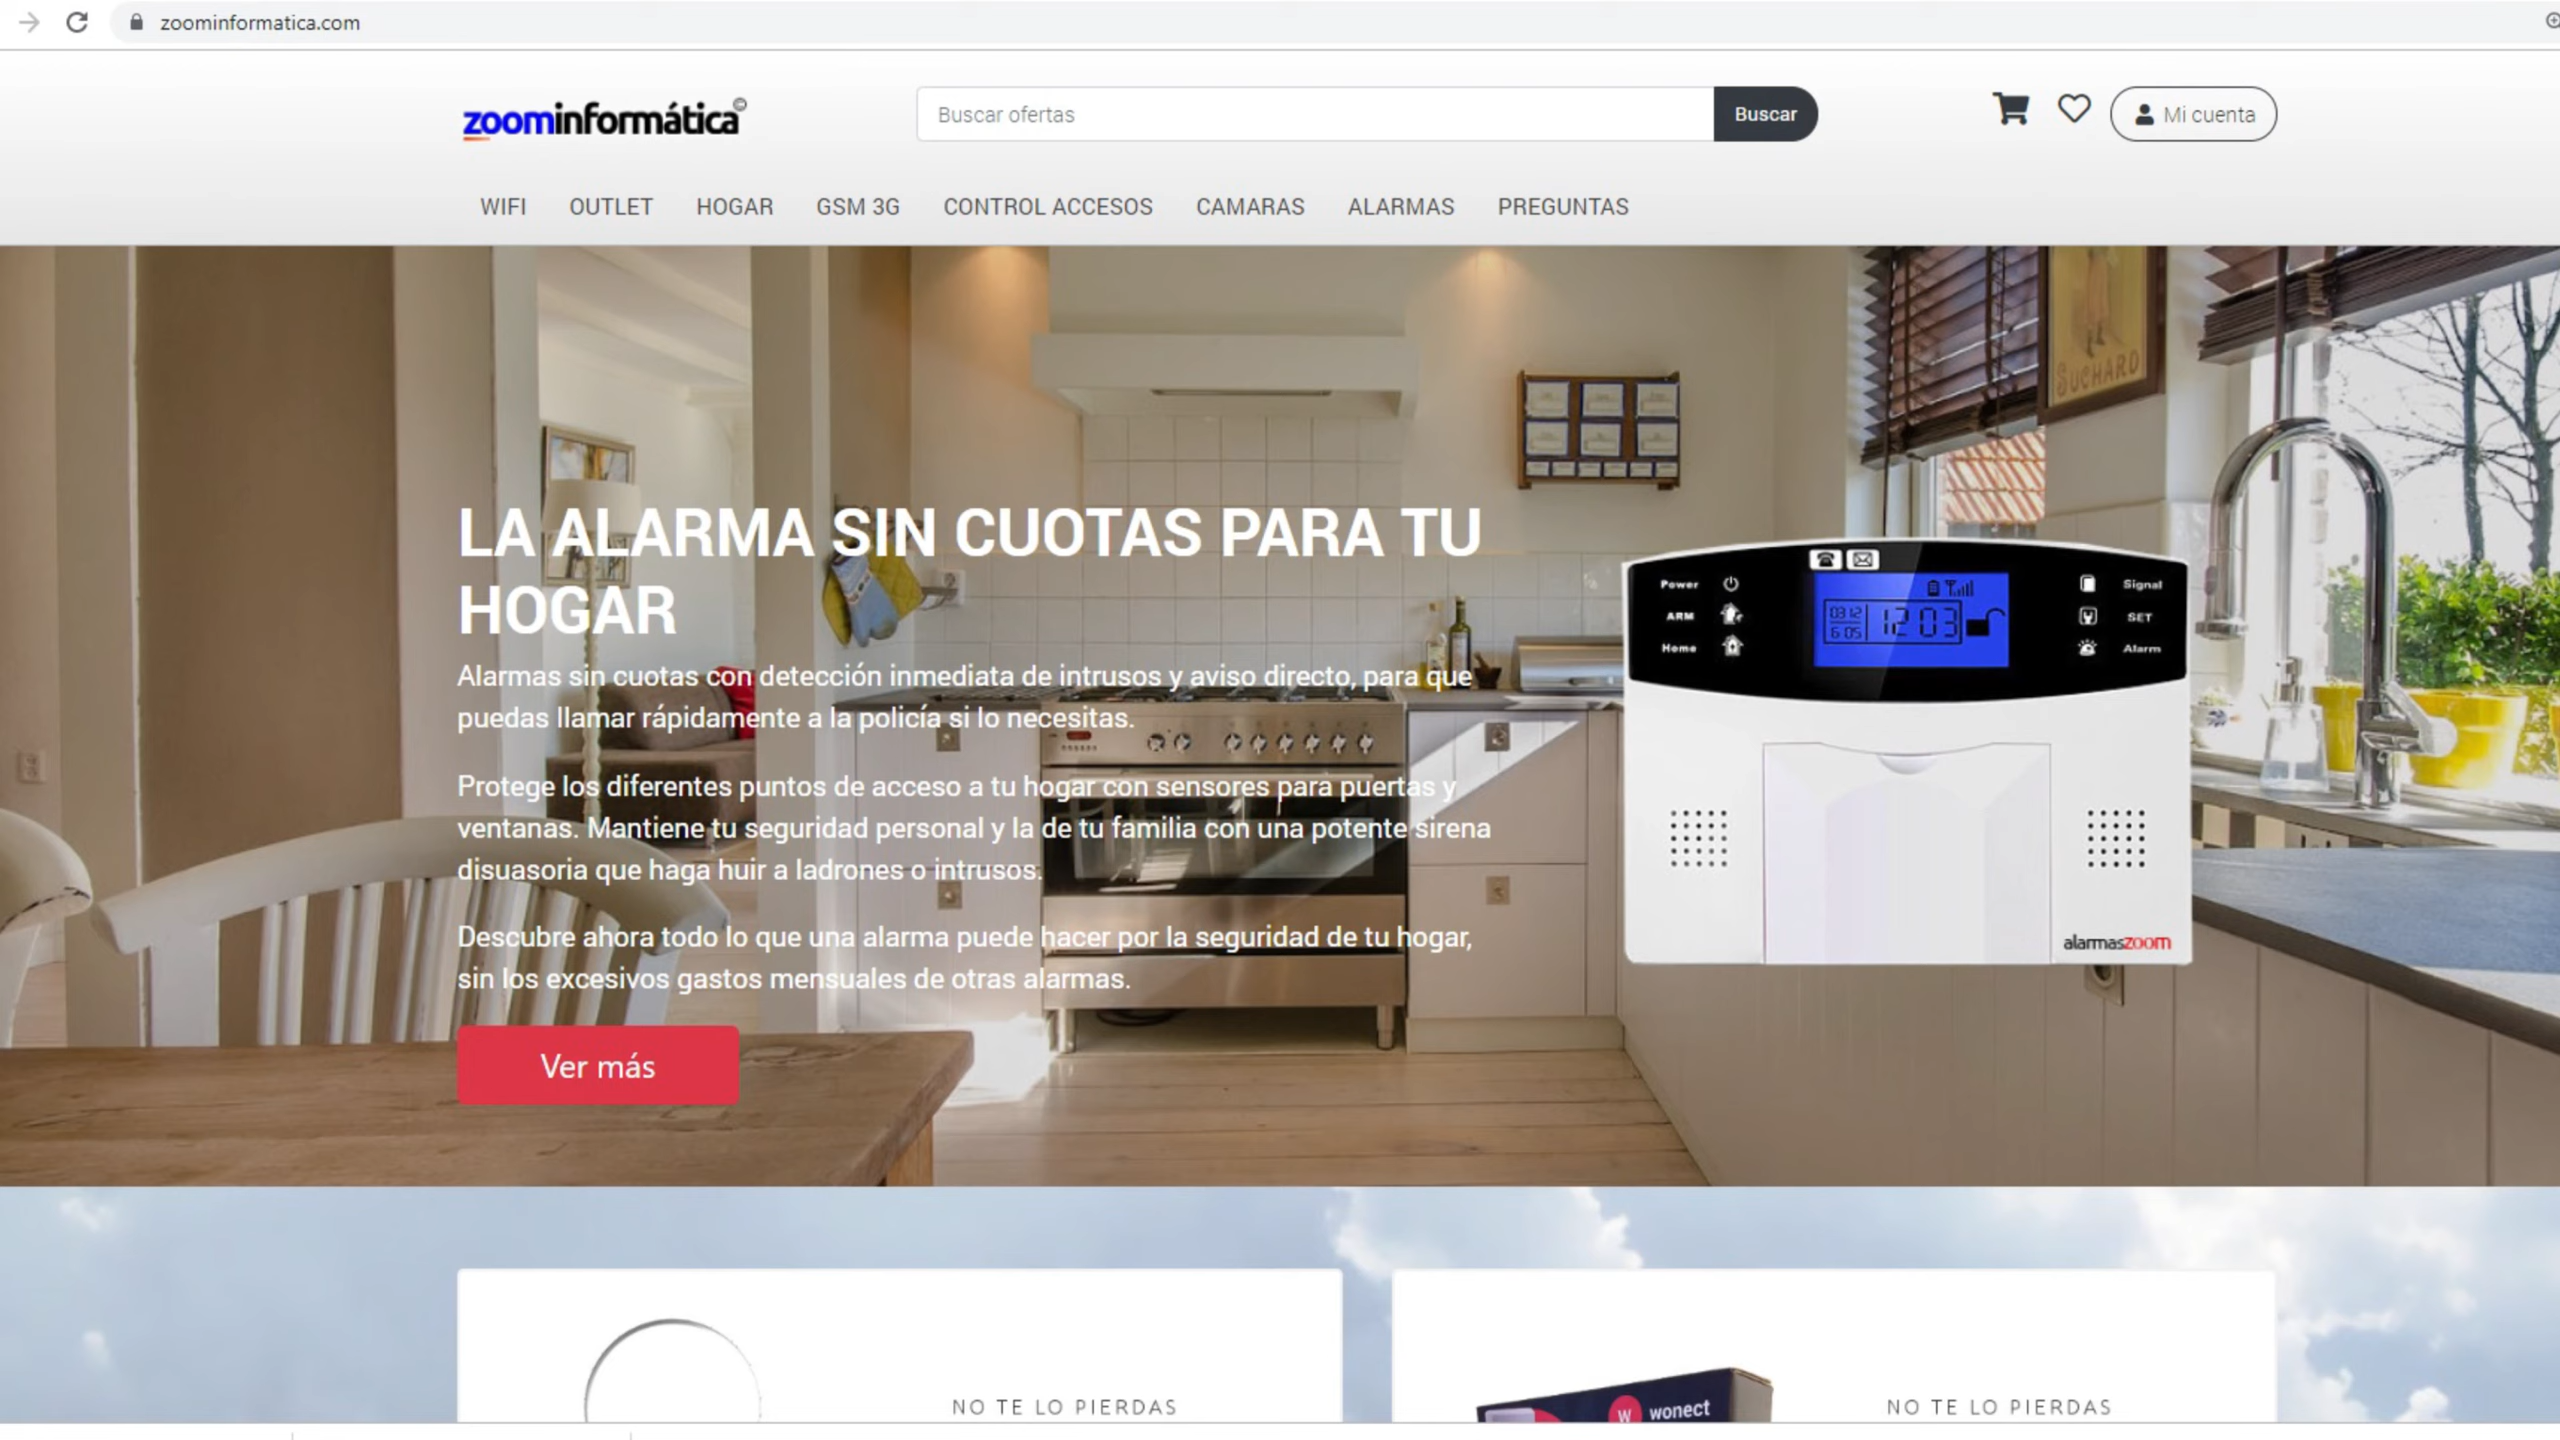 zoominformatica.com
zoominformática©
Buscar ofertas
Buscar
Mi cuenta
WIFI OUTLET HOGAR GSM 3G CONTROL ACCESOS CAMARAS ALARMAS PREGUNTAS
SUCHARD
LA ALARMA SIN CUOTAS PARA TU
HOGAR
Alarmas sin cuotas con detección inmediata de intrusos y aviso directo, para que
puedas llamar rápidamente a la policía si lo necesitas.
Protege los diferentes puntos de acceso a tu hogar con sensores para puertas y
ventanas. Mantiene tu seguridad personal y la de tu familia con una potente sirena
disuasoria que haga huir a ladrones o intrusos.
Descubre ahora todo lo que una alarma puede hacer por la seguridad de tu hogar,
sin los excesivos gastos mensuales de otras alarmas.
Ver más
Power
ARM
Home
03 12
6 05
12 03
Signal
SET
Alarm
alarmaszoom
NO TE LO PIERDAS
W wonect
NO TE LO PIERDAS